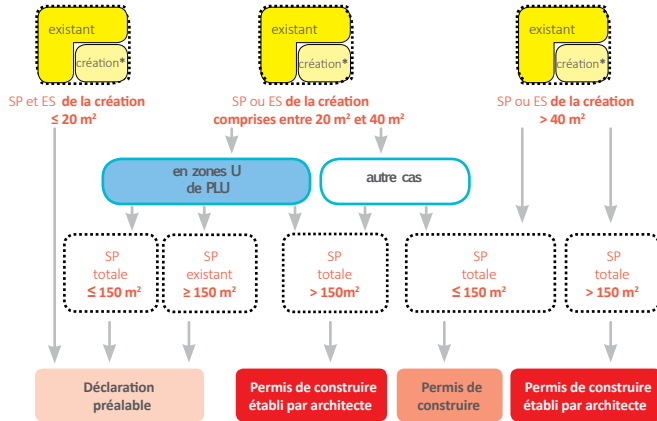 existant
création*
existant
création*
existant
création*
SP et ES de la création
≤ 20 m²
SP ou ES de la création
comprises entre 20 m² et 40 m²
SP ou ES de la création
> 40 m²
en zones U
de PLU
autre cas
SP
totale
≤ 150 m²
SP
existant
≥ 150 m²
SP
totale
> 150m²
SP
totale
≤ 150 m²
SP
totale
> 150 m²
Déclaration
préalable
Permis de construire
établi par architecte
Permis de
construire
Permis de construire
établi par architecte